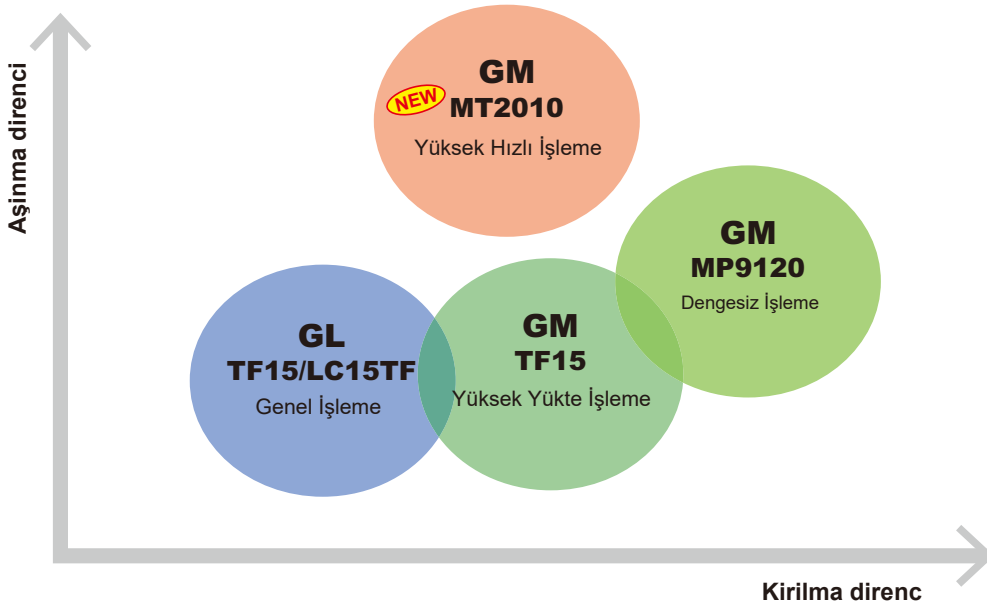 Aşinma direnci
GM
NEW
MT2010
Yüksek Hızlı İşleme
GM
MP9120
Dengesiz İşleme
GL
TF15/LC15TF
Genel İşleme
GM
TF15
Yüksek Yükte İşleme
Kirilma direnc